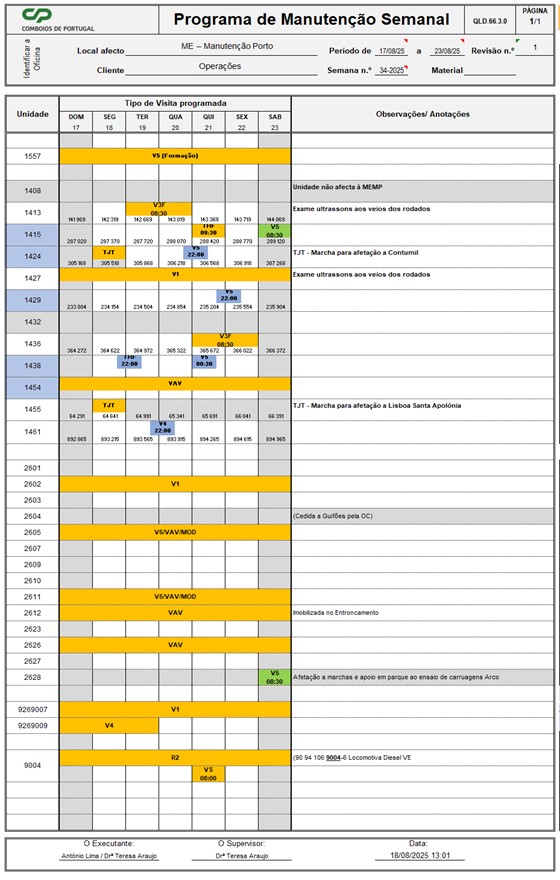 CP
COMBOIOS DE PORTUGAL
Programa de Manutenção Semanal
QLD.66.3.0
PÁGINA
1/1
Identificar a Oficina
Local afecto ME – Manutenção Porto
Período de 17/08/25 a 23/08/25 Revisão n.º 1
Cliente Operações
Semana n.º 34-2025 Material
Unidade
Tipo de Visita programada
Observações/ Anotações
DOM SEG TER QUA QUI SEX SAB
17 18 19 20 21 22 23
1557 V5 (Formação)
1408 Unidade não afecta à MEMP
1413 V3F 08:30 Exame ultrassons aos veios dos rodados
141 969 142 319 142 669 143 019 143 369 143 719 144 069
1415 08:30 V5 08:30
287 020 287 370 287 720 288 070 288 420 288 770 289 120
1424 TJT V5 22:00 TJT - Marcha para afetação a Contumil
305 168 305 518 305 868 306 218 306 568 306 918 307 268
1427 V1 Exame ultrassons aos veios dos rodados
1429 V5 22:00
233 804 234 154 234 504 234 854 235 204 235 554 235 904
1432
1436 V3F 08:30
364 272 364 622 364 972 365 322 365 672 366 022 366 372
1438 22:00 V5 00:30
1454 VAV
1455 TJT TJT - Marcha para afetação a Lisboa Santa Apolónia
64 291 64 641 64 991 65 341 65 691 66 041 66 391
1461 V4 22:00
892 865 893 215 893 565 893 915 894 265 894 615 894 965
2601
2602 V1
2603
2604 (Cedida a Guifões pela OC)
2605 V5/VAV/MOD
2607
2609
2610
2611 V5/VAV/MOD
2612 VAV Imobilizada no Entroncamento
2623
2626 VAV
2627
2628 V5 08:30 Afetação a marchas e apoio em parque ao ensaio de carruagens Arco
9269007 V1
9269009 V4
9004 R2 (90 94 106 9004-6 Locomotiva Diesel VE
V5 08:00
O Executante: O Supervisor: Data:
António Lima / Drª Teresa Araujo Drª Teresa Araujo 18/08/2025 13:01